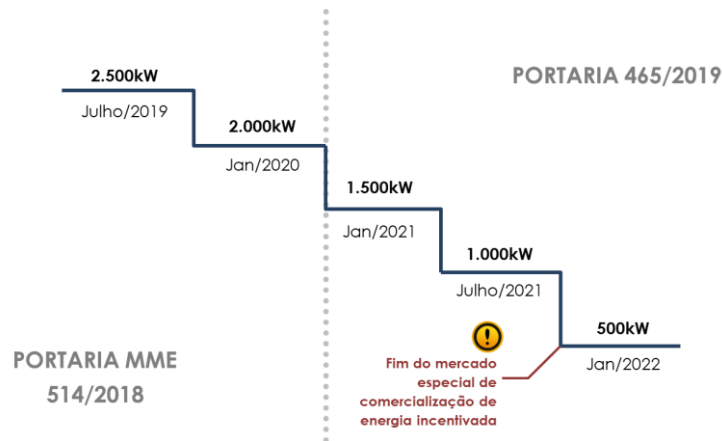 2.500kW
Julho/2019
2.000kW
Jan/2020
PORTARIA 465/2019
1.500kW
Jan/2021
1.000kW
Julho/2021
500kW
Jan/2022
PORTARIA MME
514/2018
Fim do mercado
especial de
comercialização de
energia incentivada